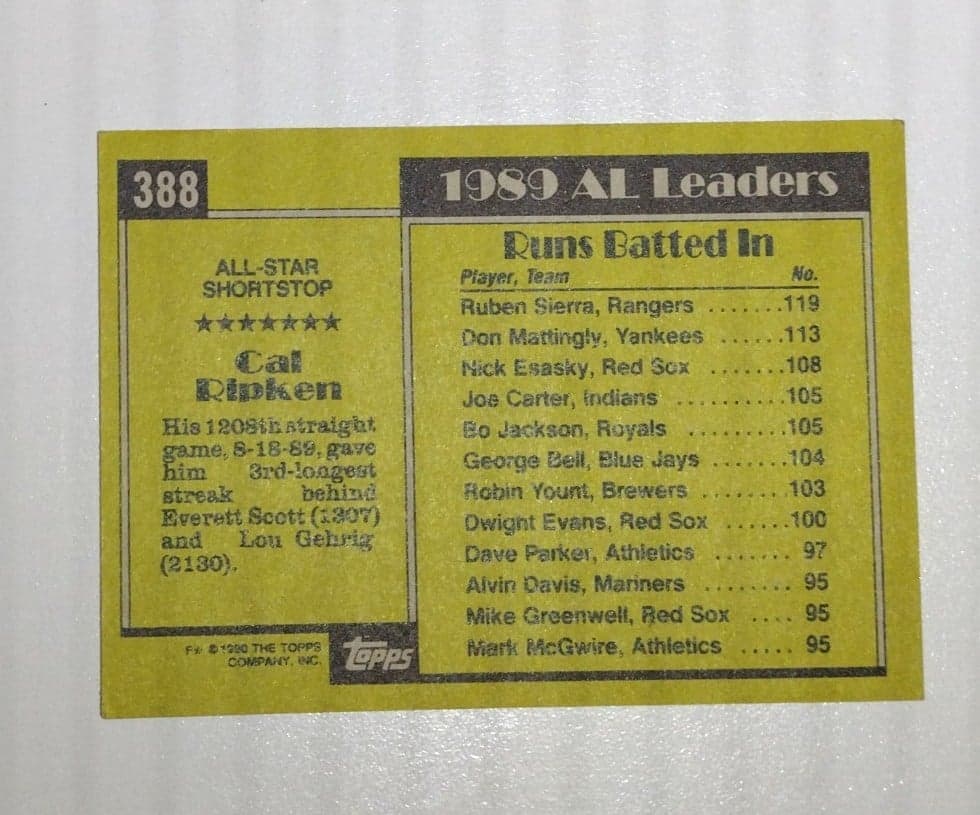 388
ALL-STAR
SHORTSTOP
★★★★★★★
Cal
Ripken
His 1208th straight
game, 8-18-89, gave
him 3rd-longest
streak behind
Everett Scott (1307)
and Lou Gehrig
(2130).
1989 AL Leaders
Runs Batted In
Player, Team No.
Ruben Sierra, Rangers .......119
Don Mattingly, Yankees ......113
Nick Esasky, Red Sox .......108
Joe Carter, Indians ..........105
Bo Jackson, Royals .........105
George Bell, Blue Jays .......104
Robin Yount, Brewers ........103
Dwight Evans, Red Sox ......100
Dave Parker, Athletics ....... 97
Alvin Davis, Mariners ........ 95
Mike Greenwell, Red Sox .... 95
Mark McGwire, Athletics ..... 95
F* © 1990 THE TOPPS
COMPANY, INC.
Topps